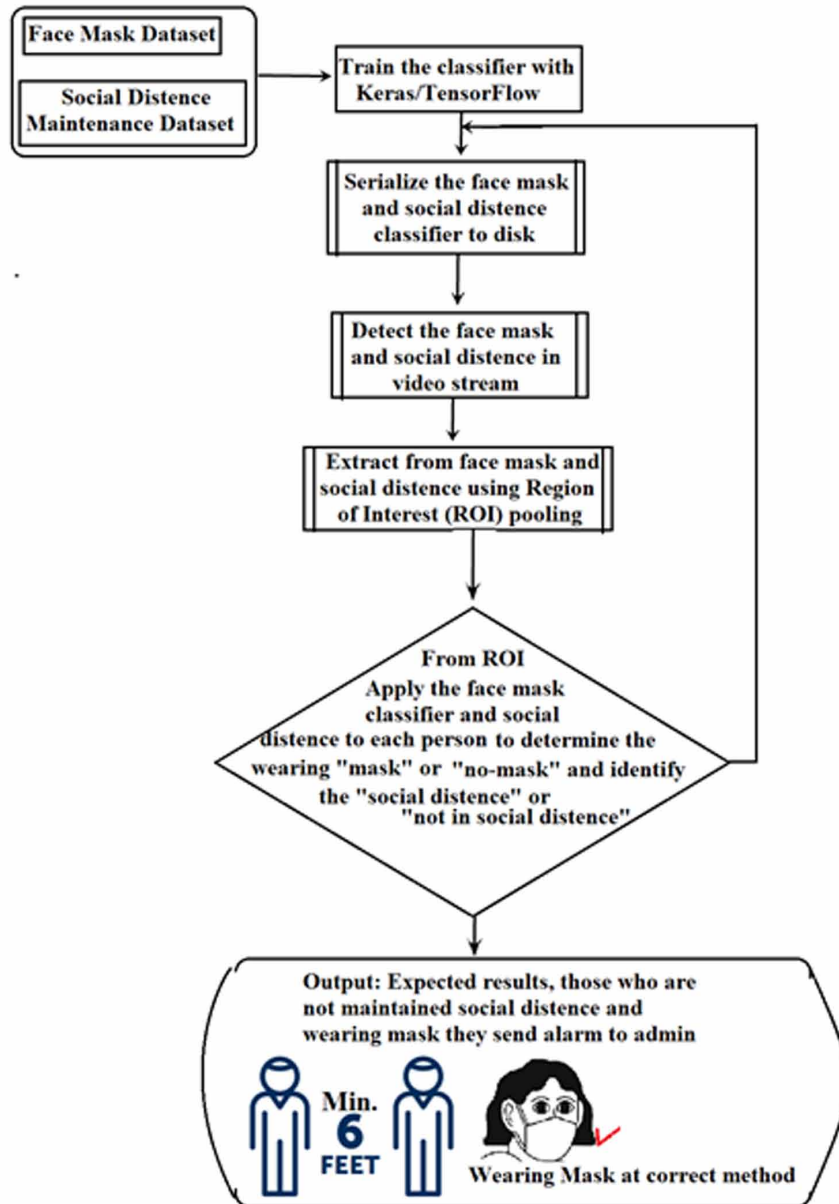 Face Mask Dataset
Social Distence
Maintenance Dataset
Train the classifier with
Keras/TensorFlow
Serialize the face mask
and social distence
classifier to disk
Detect the face mask
and social distence in
video stream
Extract from face mask and
social distence using Region
of Interest (ROI) pooling
From ROI
Apply the face mask
classifier and social
distence to each person to determine the
wearing "mask" or "no-mask" and identify
the "social distence" or
"not in social distence"
Output: Expected results, those who are
not maintained social distence and
wearing mask they send alarm to admin
Min.
6
FEET
Wearing Mask at correct method